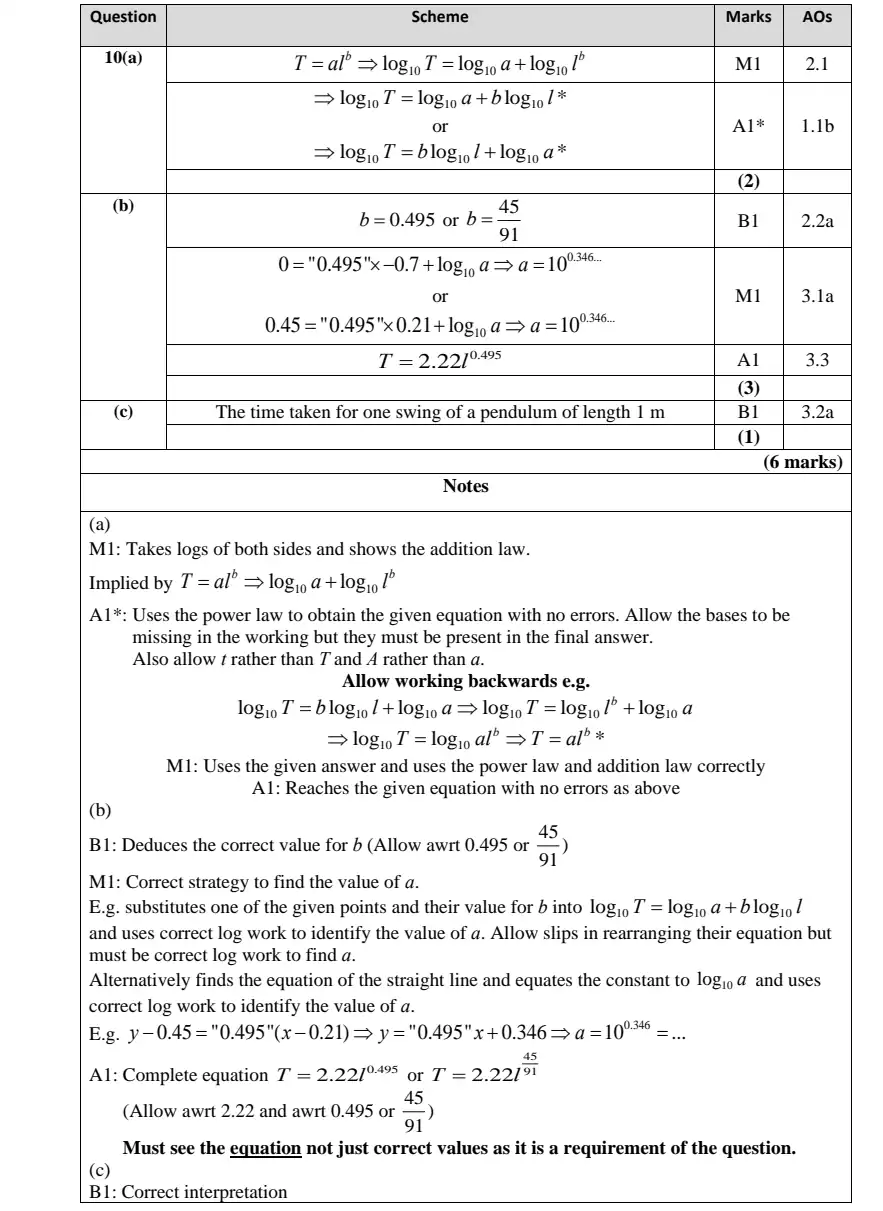 Question Scheme Marks AOs
10(a) T = al^b ⇒ log₁₀ T = log₁₀ a + log₁₀ l^b M1 2.1
⇒ log₁₀ T = log₁₀ a + b log₁₀ l *
or
⇒ log₁₀ T = b log₁₀ l + log₁₀ a *
A1* 1.1b
(2)
(b) b = 0.495 or b = 45/91 B1 2.2a
0 = "0.495"×−0.7 + log₁₀ a ⇒ a = 10^0.346...
or
0.45 = "0.495"×0.21 + log₁₀ a ⇒ a = 10^0.346...
M1 3.1a
T = 2.22l^0.495 A1 3.3
(3)
(c) The time taken for one swing of a pendulum of length 1 m B1 3.2a
(1)
(6 marks)
Notes
(a)
M1: Takes logs of both sides and shows the addition law.
Implied by T = al^b ⇒ log₁₀ a + log₁₀ l^b
A1*: Uses the power law to obtain the given equation with no errors. Allow the bases to be
missing in the working but they must be present in the final answer.
Also allow t rather than T and A rather than a.
Allow working backwards e.g.
log₁₀ T = b log₁₀ l + log₁₀ a ⇒ log₁₀ T = log₁₀ l^b + log₁₀ a
⇒ log₁₀ T = log₁₀ al^b ⇒ T = al^b *
M1: Uses the given answer and uses the power law and addition law correctly
A1: Reaches the given equation with no errors as above
(b)
B1: Deduces the correct value for b (Allow awrt 0.495 or 45/91)
M1: Correct strategy to find the value of a.
E.g. substitutes one of the given points and their value for b into log₁₀ T = log₁₀ a + b log₁₀ l
and uses correct log work to identify the value of a. Allow slips in rearranging their equation but
must be correct log work to find a.
Alternatively finds the equation of the straight line and equates the constant to log₁₀ a and uses
correct log work to identify the value of a.
E.g. y − 0.45 = "0.495"(x − 0.21) ⇒ y = "0.495"x + 0.346 ⇒ a = 10^0.346 = ...
A1: Complete equation T = 2.22l^0.495 or T = 2.22l^(45/91)
(Allow awrt 2.22 and awrt 0.495 or 45/91)
Must see the equation not just correct values as it is a requirement of the question.
(c)
B1: Correct interpretation